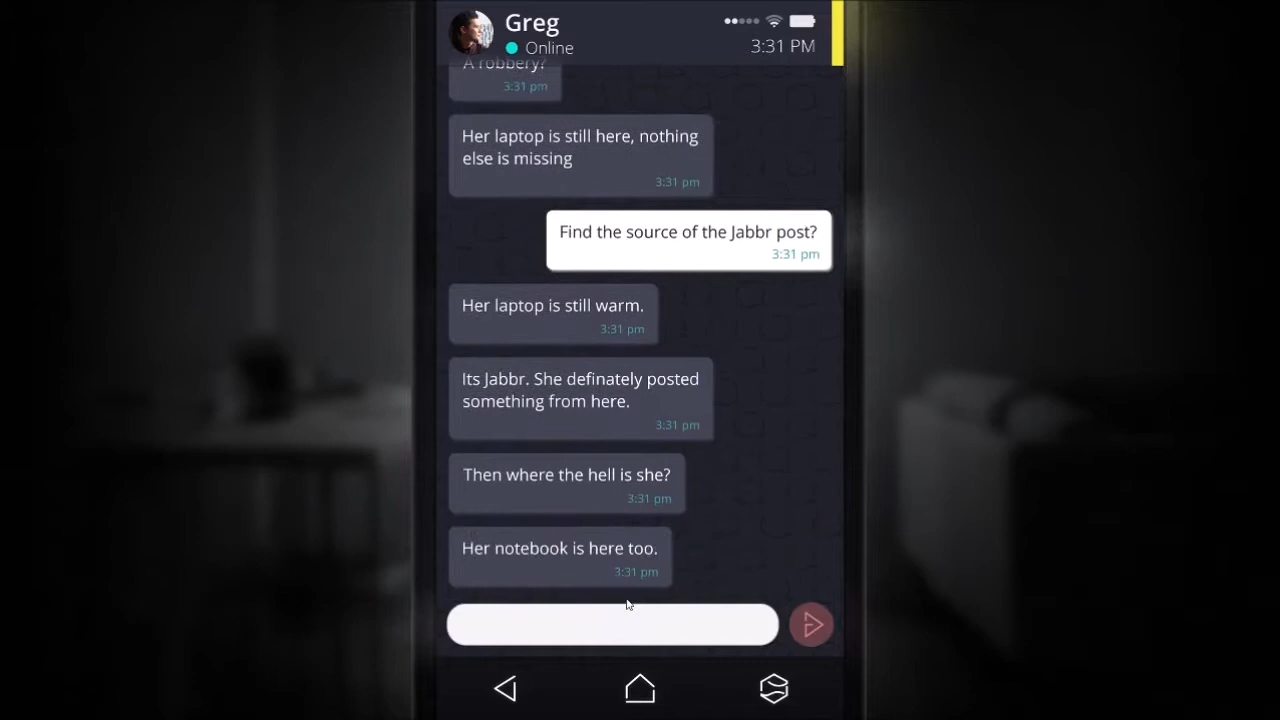 Greg
Online
3:31 PM
A robbery?
3:31 pm
Her laptop is still here, nothing
else is missing
3:31 pm
Find the source of the Jabbr post?
3:31 pm
Her laptop is still warm.
3:31 pm
Its Jabbr. She definately posted
something from here.
3:31 pm
Then where the hell is she?
3:31 pm
Her notebook is here too.
3:31 pm